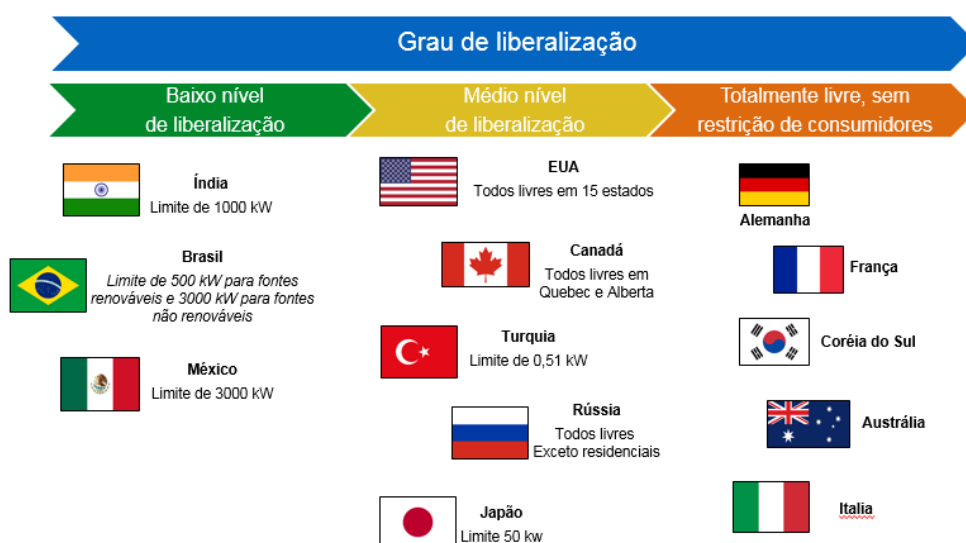 Grau de liberalização
Baixo nível
de liberalização
Médio nível
de liberalização
Totalmente livre, sem
restrição de consumidores
Índia
Limite de 1000 kW
Brasil
Limite de 500 kW para fontes
renováveis e 3000 kW para fontes
não renováveis
México
Limite de 3000 kW
EUA
Todos livres em 15 estados
Canadá
Todos livres em
Quebec e Alberta
Turquia
Limite de 0,51 kW
Rússia
Todos livres
Exceto residenciais
Japão
Limite 50 kw
Alemanha
França
Coréia do Sul
Austrália
Italia